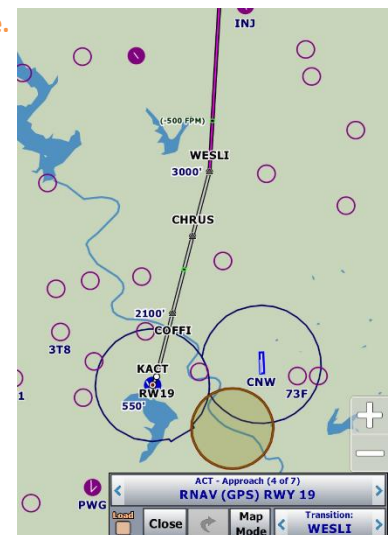 e.
INJ
(-500 FPM)
WESLI
3000'
CHRUS
2100'
COFFI
3T8
KACT
RW19
550'
CNW
73F
1
PWG
ACT - Approach (4 of 7)
< RNAV (GPS) RWY 19 >
Load
Close
Map
Mode
< Transition: >
WESLI
+
—